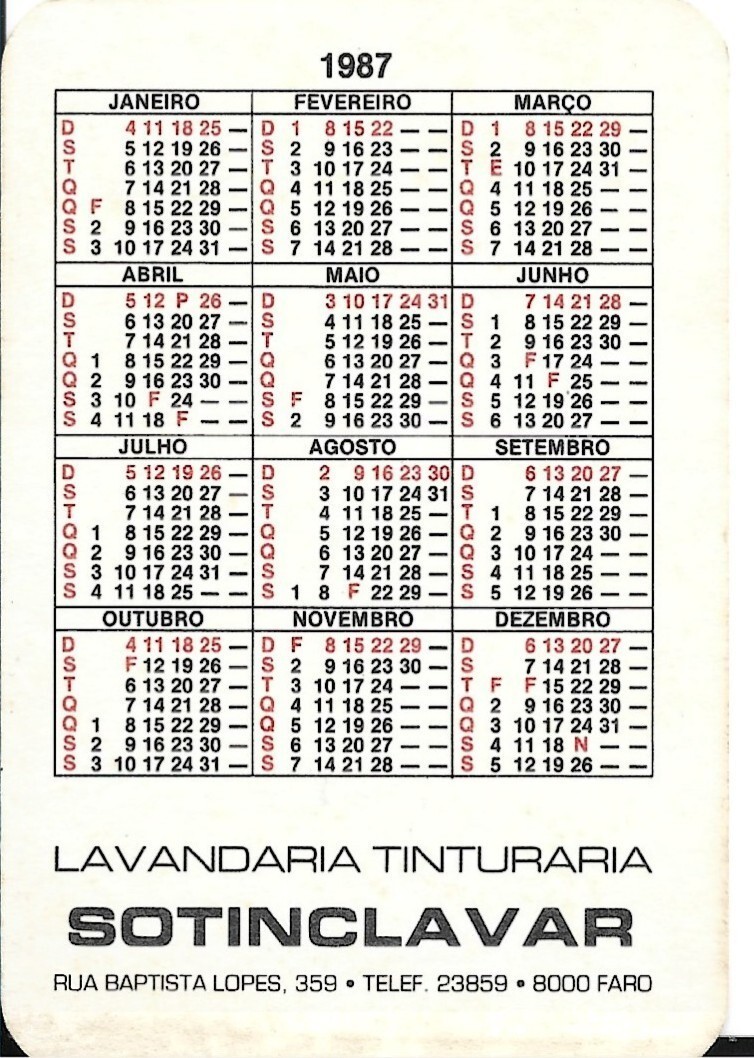 1987
JANEIRO FEVEREIRO MARÇO
D 4 11 18 25 — D 1 8 15 22 — — D 1 8 15 22 29 —
S 5 12 19 26 — S 2 9 16 23 — — S 2 9 16 23 30 —
T 6 13 20 27 — T 3 10 17 24 — — T E 10 17 24 31 —
Q 7 14 21 28 — Q 4 11 18 25 — — Q 4 11 18 25 — —
Q F 8 15 22 29 — Q 5 12 19 26 — — Q 5 12 19 26 — —
S 2 9 16 23 30 — S 6 13 20 27 — — S 6 13 20 27 — —
S 3 10 17 24 31 — S 7 14 21 28 — — S 7 14 21 28 — —
ABRIL MAIO JUNHO
D 5 12 P 26 — D 3 10 17 24 31 D 7 14 21 28 —
S 6 13 20 27 — S 4 11 18 25 — S 1 8 15 22 29 —
T 7 14 21 28 — T 5 12 19 26 — T 2 9 16 23 30 —
Q 1 8 15 22 29 — Q 6 13 20 27 — Q 3 F 17 24 — —
Q 2 9 16 23 30 — Q 7 14 21 28 — Q 4 11 F 25 — —
S 3 10 F 24 — — S F 8 15 22 29 — S 5 12 19 26 — —
S 4 11 18 F — — S 2 9 16 23 30 — S 6 13 20 27 — —
JULHO AGOSTO SETEMBRO
D 5 12 19 26 — D 2 9 16 23 30 D 6 13 20 27 —
S 6 13 20 27 — S 3 10 17 24 31 S 7 14 21 28 —
T 7 14 21 28 — T 4 11 18 25 — T 1 8 15 22 29 —
Q 1 8 15 22 29 — Q 5 12 19 26 — Q 2 9 16 23 30 —
Q 2 9 16 23 30 — Q 6 13 20 27 — Q 3 10 17 24 — —
S 3 10 17 24 31 — S 7 14 21 28 — S 4 11 18 25 — —
S 4 11 18 25 — — S 1 8 F 22 29 — S 5 12 19 26 — —
OUTUBRO NOVEMBRO DEZEMBRO
D 4 11 18 25 — D F 8 15 22 29 — D 6 13 20 27 —
S F 12 19 26 — S 2 9 16 23 30 — S 7 14 21 28 —
T 6 13 20 27 — T 3 10 17 24 — — T F F 15 22 29 —
Q 7 14 21 28 — Q 4 11 18 25 — — Q 2 9 16 23 30 —
Q 1 8 15 22 29 — Q 5 12 19 26 — — Q 3 10 17 24 31 —
S 2 9 16 23 30 — S 6 13 20 27 — — S 4 11 18 N — —
S 3 10 17 24 31 — S 7 14 21 28 — — S 5 12 19 26 — —
LAVANDARIA TINTURARIA
SOTINCLAVAR
RUA BAPTISTA LOPES, 359 • TELEF. 23859 • 8000 FARO